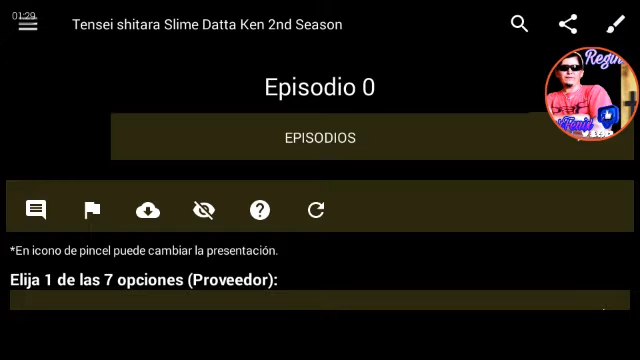 01:29
Tensei shitara Slime Datta Ken 2nd Season
Episodio 0
EPISODIOS
*En icono de pincel puede cambiar la presentación.
Elija 1 de las 7 opciones (Proveedor):